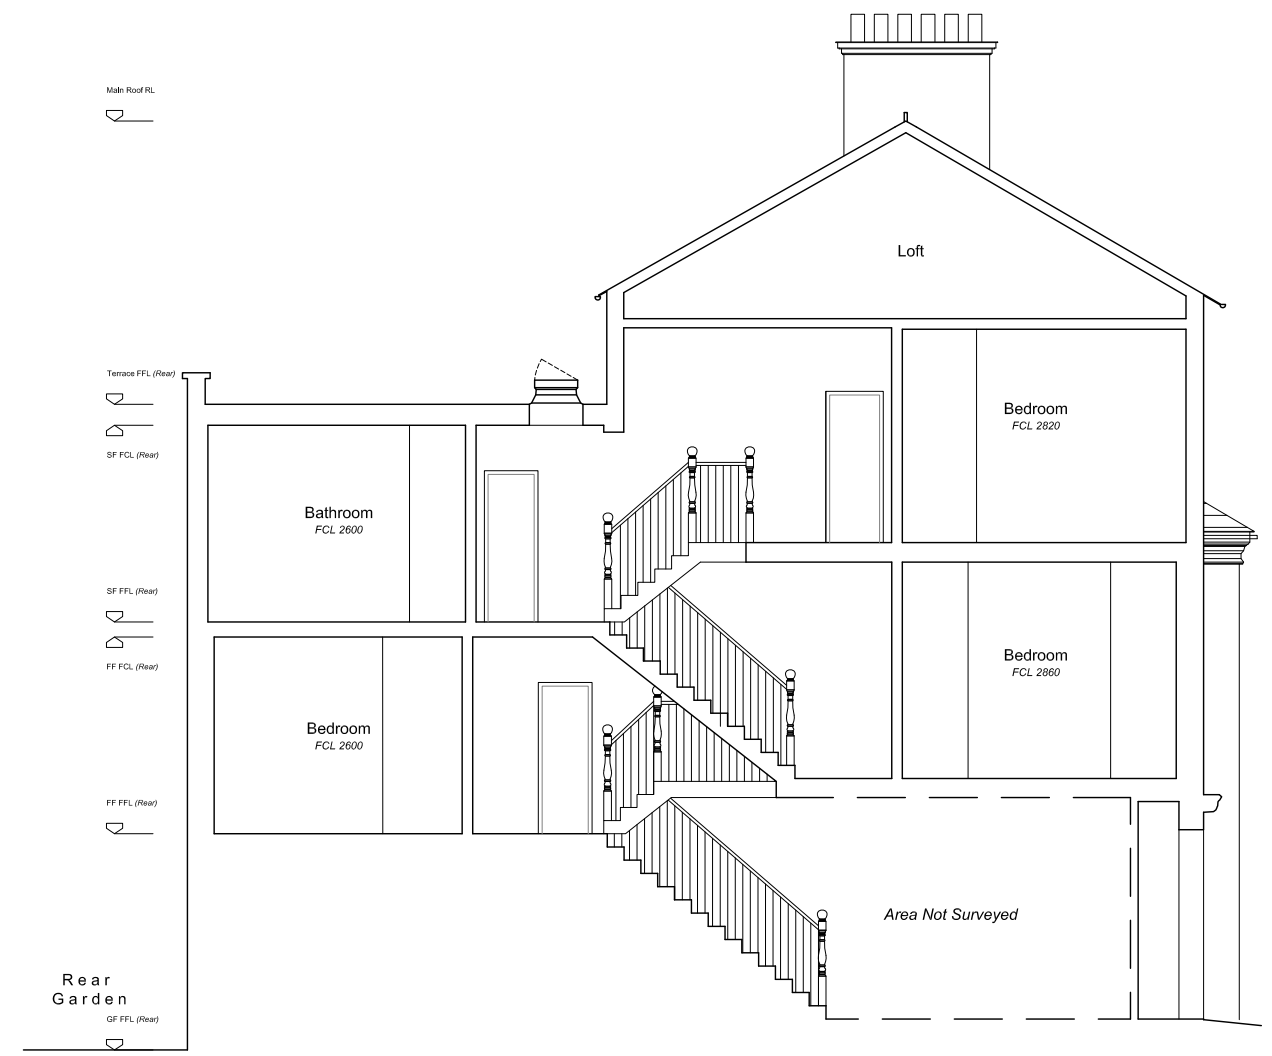 Main Roof RL
Loft
Terrace FFL (Rear)
Bedroom
FCL 2820
SF FCL (Rear)
Bathroom
FCL 2600
SF FFL (Rear)
Bedroom
FCL 2860
FF FCL (Rear)
Bedroom
FCL 2600
FF FFL (Rear)
Area Not Surveyed
Rear
Garden
GF FFL (Rear)